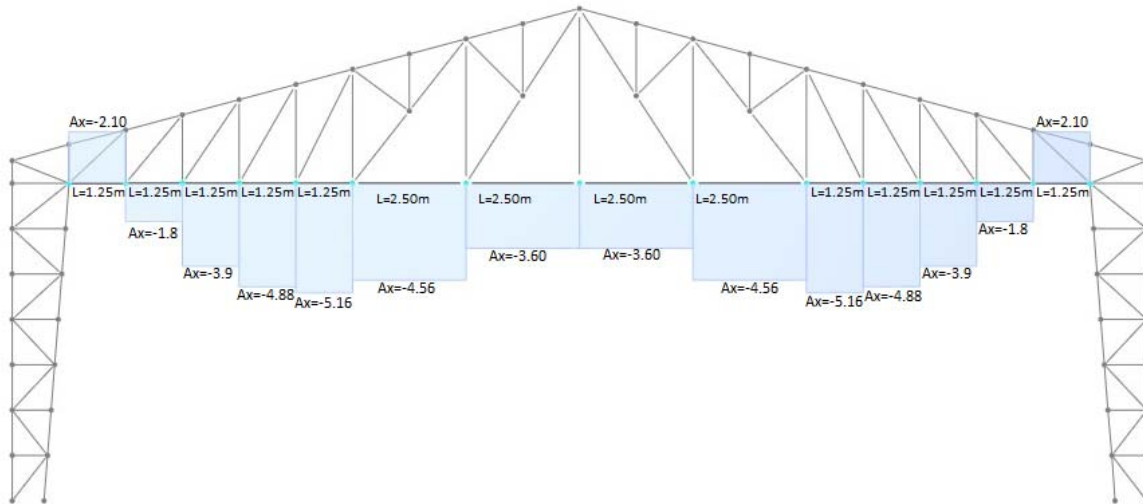 Ax=-2.10
Ax=2.10
L=1.25m L=1.25m L=1.25m L=1.25m L=1.25m L=2.50m L=2.50m L=2.50m L=2.50m L=1.25m L=1.25m L=1.25m L=1.25m L=1.25m
Ax=-1.8
Ax=-1.8
Ax=-3.60
Ax=-3.60
Ax=-3.9
Ax=-3.9
Ax=-4.56
Ax=-4.56
Ax=-4.88
Ax=-4.88
Ax=-5.16
Ax=-5.16